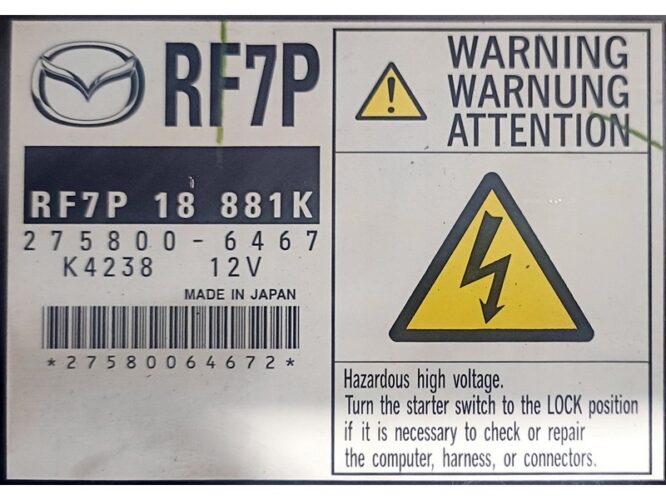 RF7P
RF7P 18 881K
275800-6467
K4238 12V
MADE IN JAPAN
*27580064672*
WARNING
WARNUNG
ATTENTION
Hazardous high voltage.
Turn the starter switch to the LOCK position
if it is necessary to check or repair
the computer, harness, or connectors.